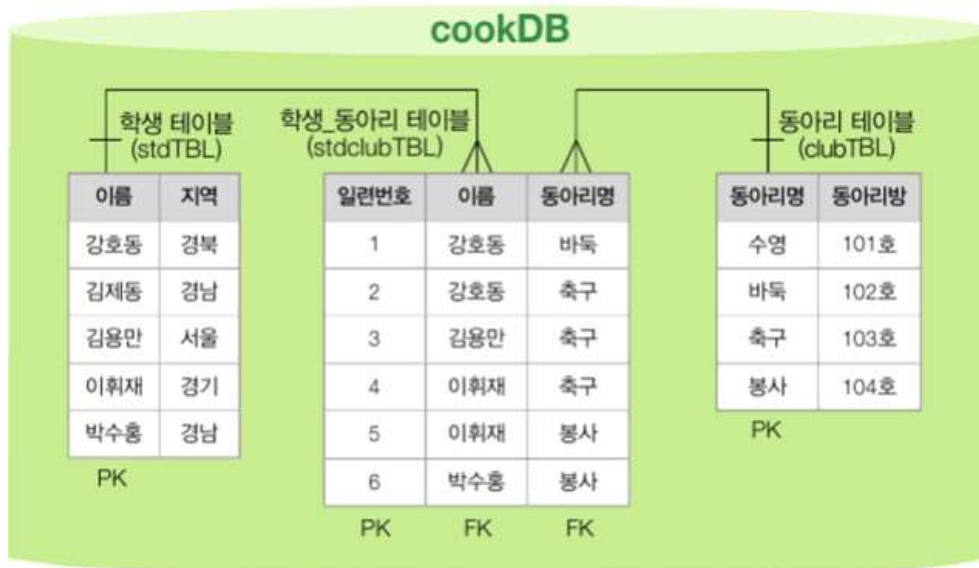 cookDB
학생 테이블
(stdTBL)
학생_동아리 테이블
(stdclubTBL)
동아리 테이블
(clubTBL)
이름 지역
강호동 경북
김제동 경남
김용만 서울
이휘재 경기
박수홍 경남
PK
일련번호 이름 동아리명
1 강호동 바둑
2 강호동 축구
3 김용만 축구
4 이휘재 축구
5 이휘재 봉사
6 박수홍 봉사
PK FK FK
동아리명 동아리방
수영 101호
바둑 102호
축구 103호
봉사 104호
PK